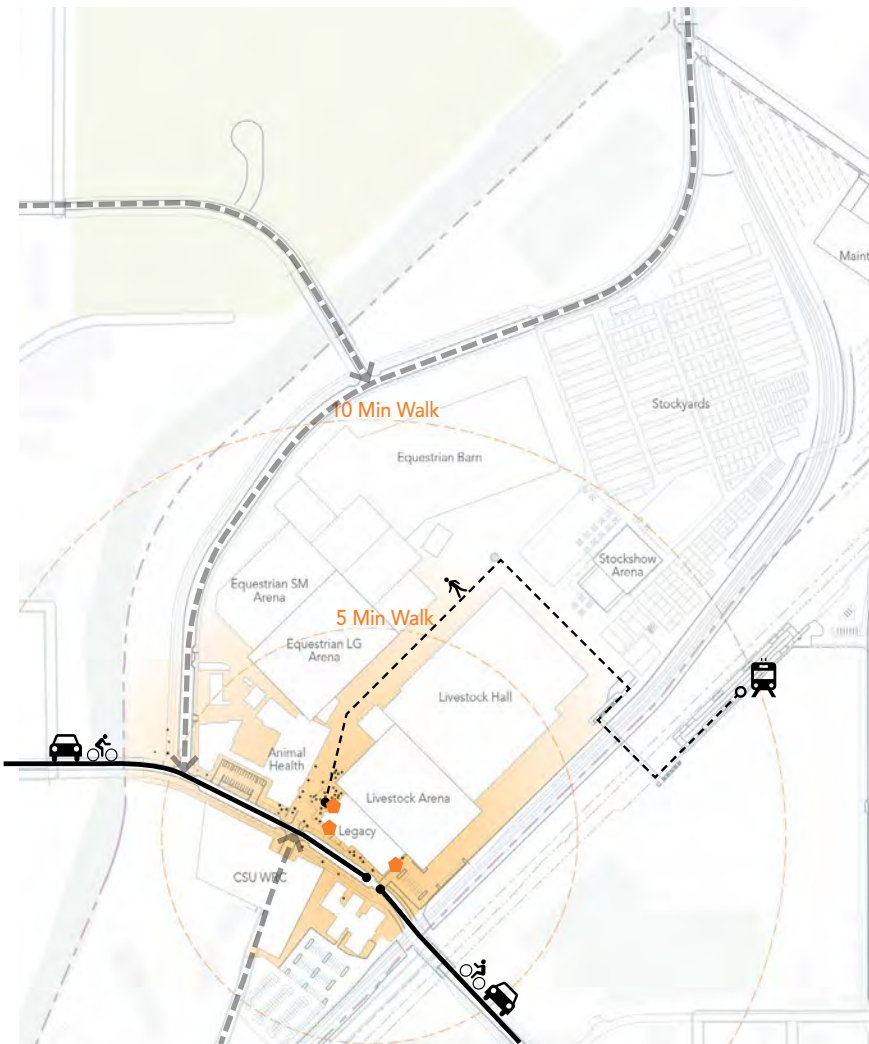 Maint
10 Min Walk
Stockyards
Equestrian Barn
Stockshow
Arena
Equestrian SM
Arena
5 Min Walk
Equestrian LG
Arena
Livestock Hall
Animal
Health
Livestock Arena
Legacy
CSU WRC